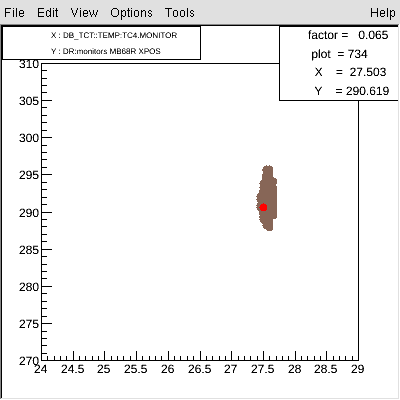 File Edit View Options Tools Help
X : DB_TCT::TEMP:TC4.MONITOR
Y : DR:monitors MB68R XPOS
factor = 0.065
plot = 734
X = 27.503
Y = 290.619
310
305
300
295
290
285
280
275
270
24 24.5 25 25.5 26 26.5 27 27.5 28 28.5 29